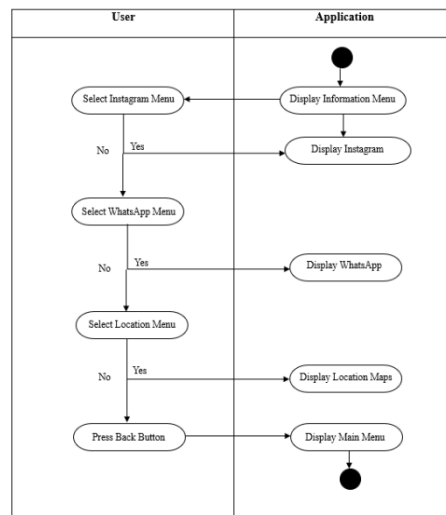 User
Application
Select Instagram Menu
Display Information Menu
No
Yes
Display Instagram
Select WhatsApp Menu
No
Yes
Display WhatsApp
Select Location Menu
No
Yes
Display Location Maps
Press Back Button
Display Main Menu